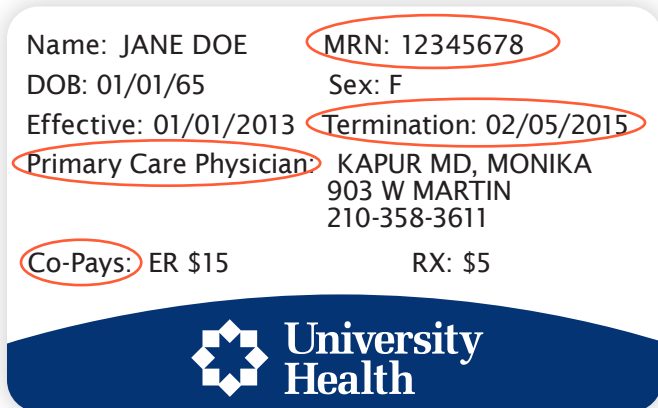 Name: JANE DOE MRN: 12345678
DOB: 01/01/65 Sex: F
Effective: 01/01/2013 Termination: 02/05/2015
Primary Care Physician: KAPUR MD, MONIKA
903 W MARTIN
210-358-3611
Co-Pays: ER $15 RX: $5
University
Health